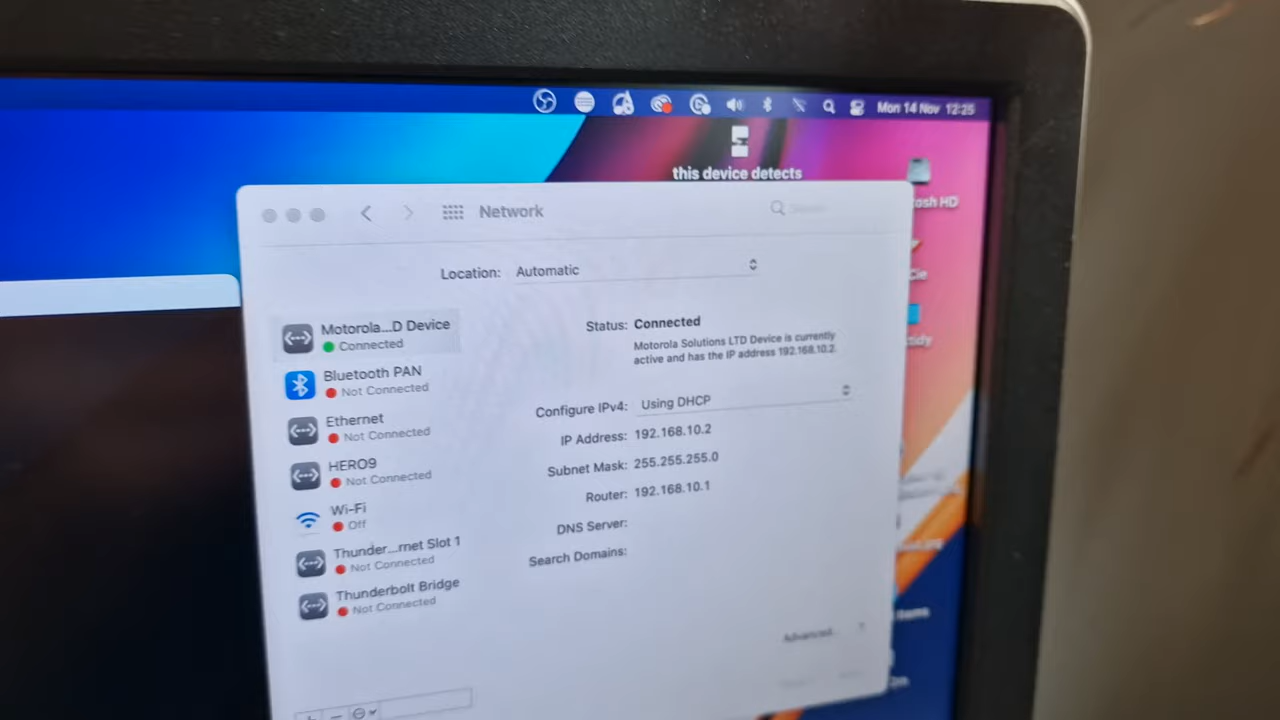 Mon 14 Nov 12:25
this device detects
Network
Location: Automatic
Motorola...D Device
Connected
Bluetooth PAN
Not Connected
Ethernet
Not Connected
HERO9
Not Connected
Wi-Fi
Off
Thunder...rnet Slot 1
Not Connected
Thunderbolt Bridge
Not Connected
Status: Connected
Motorola Solutions LTD Device is currently
active and has the IP address 192.168.10.2.
Configure IPv4: Using DHCP
IP Address: 192.168.10.2
Subnet Mask: 255.255.255.0
Router: 192.168.10.1
DNS Server:
Search Domains:
Advanced...
?
HD